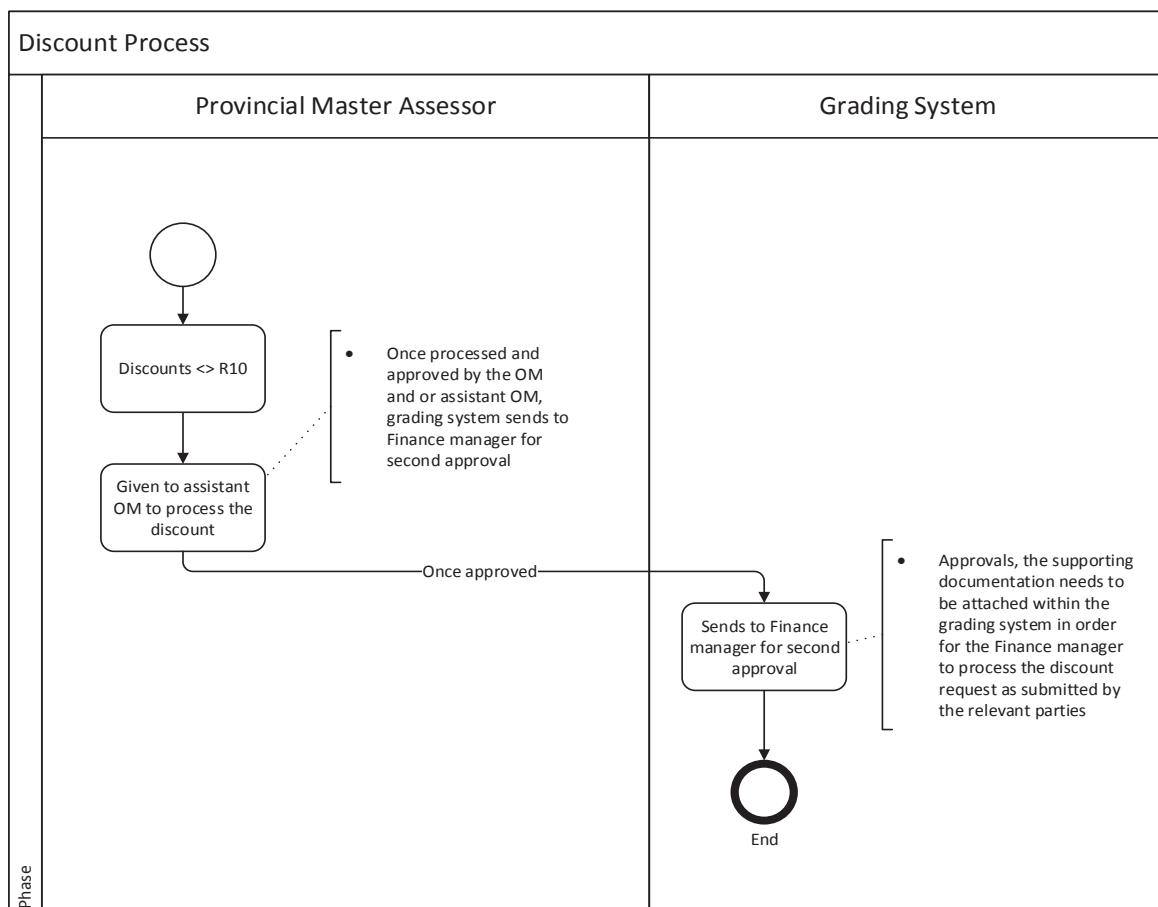 Discount Process
Provincial Master Assessor
Grading System
Discounts <> R10
• Once processed and
approved by the OM
and or assistant OM,
grading system sends to
Finance manager for
second approval
Given to assistant
OM to process the
discount
Once approved
• Approvals, the supporting
documentation needs to
be attached within the
grading system in order
for the Finance manager
to process the discount
request as submitted by
the relevant parties
Sends to Finance
manager for second
approval
End
Phase